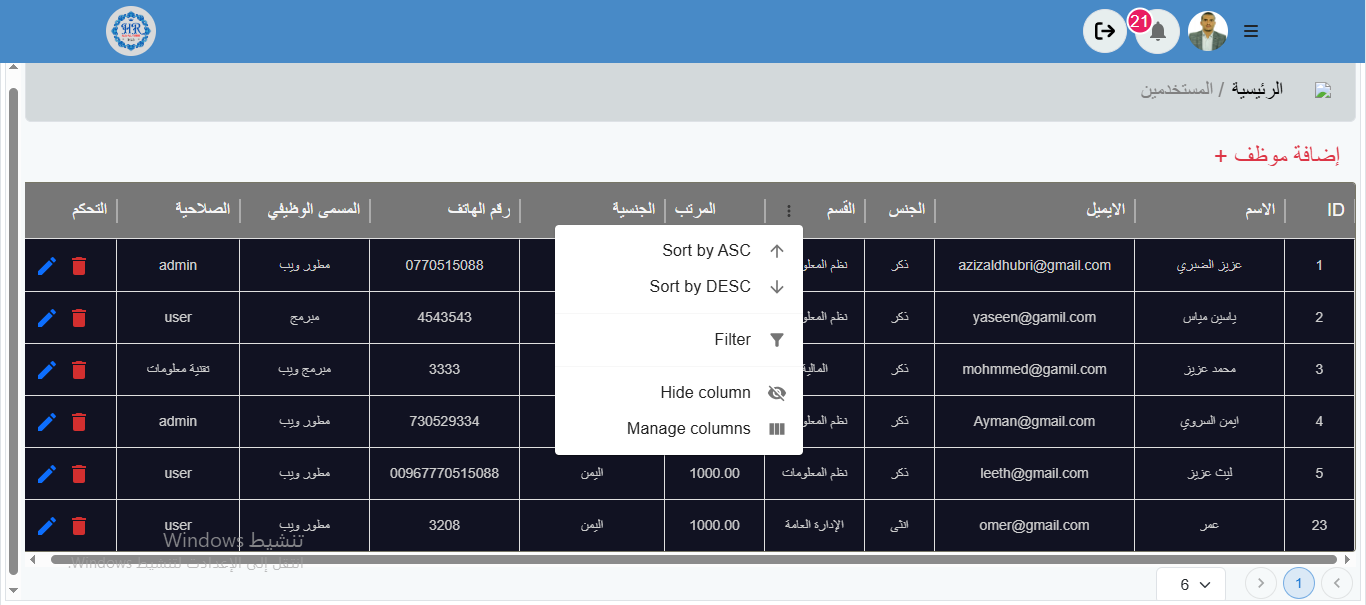 HR
21
الرئيسية / المستخدمين
إضافة موظف +
ID الاسم الايميل الجنس القسم المرتب الجنسية رقم الهاتف المسمى الوظيفي الصلاحية التحكم
Sort by ASC
Sort by DESC
Filter
Hide column
Manage columns
1 عزيز الضبري azizaldhubri@gmail.com ذكر نظم المعلو 0770515088 مطور ويب admin
2 ياسين مياس yaseen@gamil.com ذكر نظم المعلو 4543543 مبرمج user
3 محمد عزيز mohmmed@gamil.com ذكر المالية 3333 مبرمج ويب تقنية معلومات
4 ايمن السروي Ayman@gmail.com ذكر نظم المعلو 730529334 مطور ويب admin
5 ليث عزيز leeth@gmail.com ذكر نظم المعلومات 1000.00 اليمن 00967770515088 مطور ويب user
23 عمر omer@gmail.com انثى الإدارة العامة 1000.00 اليمن 3208 مطور ويب user
تنشيط Windows
انتقل إلى الإعدادات لتنشيط Windows.
1
6